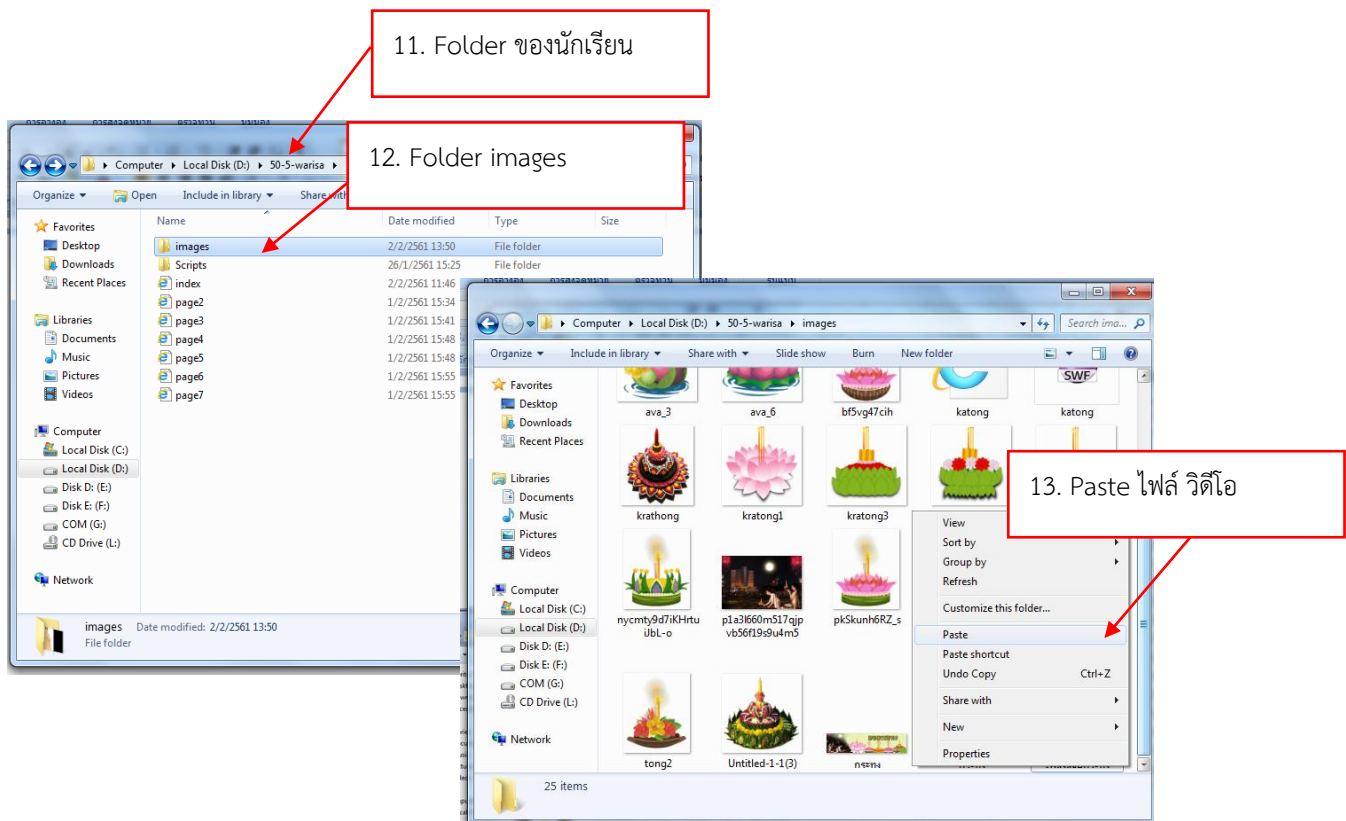 11. Folder ของนักเรียน
12. Folder images
Computer ▸ Local Disk (D:) ▸ 50-5-warisa ▸
Organize Open Include in library Share with
Name Date modified Type Size
Favorites
Desktop
Downloads
Recent Places
Libraries
Documents
Music
Pictures
Videos
Computer
Local Disk (C:)
Local Disk (D:)
Disk D: (E:)
Disk E: (F:)
COM (G:)
CD Drive (L:)
Network
images 2/2/2561 13:50 File folder
Scripts 26/1/2561 15:25 File folder
index 2/2/2561 11:46
page2 1/2/2561 15:34
page3 1/2/2561 15:41
page4 1/2/2561 15:48
page5 1/2/2561 15:48
page6 1/2/2561 15:55
page7 1/2/2561 15:55
images Date modified: 2/2/2561 13:50
File folder
Computer ▸ Local Disk (D:) ▸ 50-5-warisa ▸ images
Search ima...
Organize Include in library Share with Slide show Burn New folder
Favorites
Desktop
Downloads
Recent Places
Libraries
Documents
Music
Pictures
Videos
Computer
Local Disk (C:)
Local Disk (D:)
Disk D: (E:)
Disk E: (F:)
COM (G:)
CD Drive (L:)
Network
SWF
ava_3 ava_6 bf5vg47cih katong katong
krathong kratong1 kratong3
nycmty9d7iKHrtu
iJbL-o
p1a3l660m517qjp
vb56f19s9u4m5
pkSkunh6RZ_s
tong2 Untitled-1-1(3)
13. Paste ไฟล์ วิดีโอ
View
Sort by
Group by
Refresh
Customize this folder...
Paste
Paste shortcut
Undo Copy Ctrl+Z
Share with
New
Properties
25 items